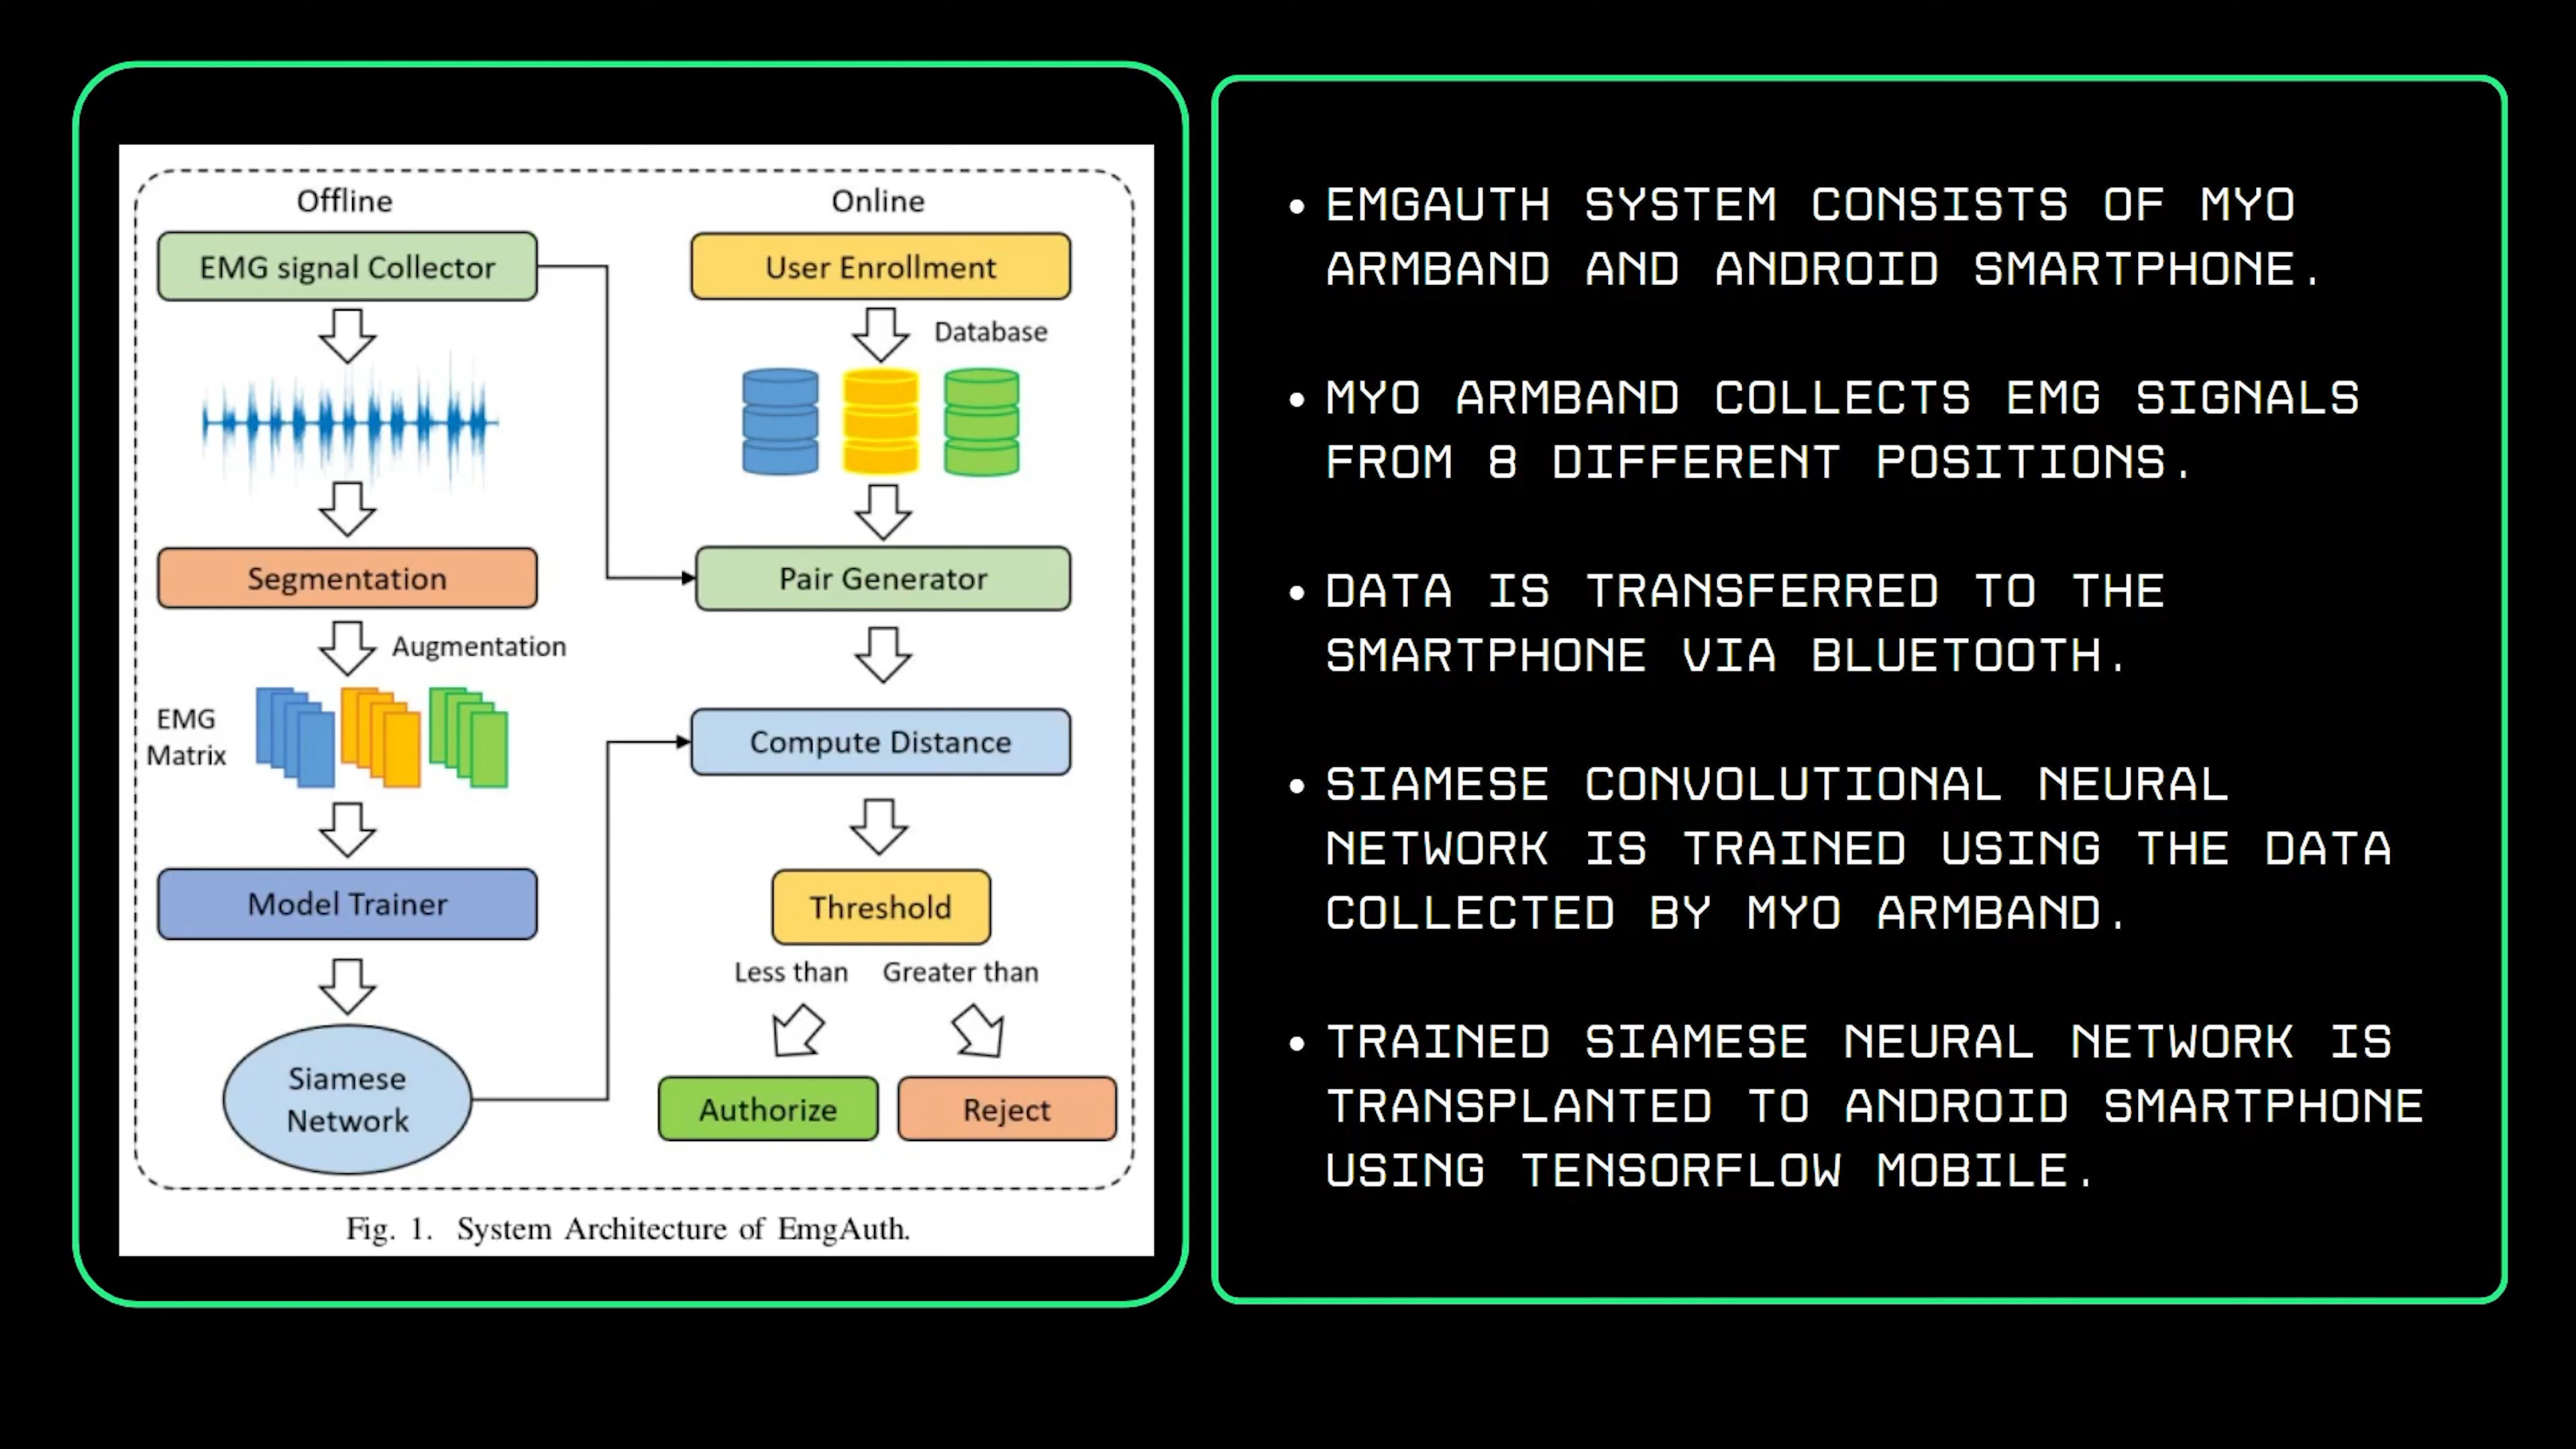 Offline
EMG signal Collector
Segmentation
Augmentation
EMG
Matrix
Model Trainer
Siamese
Network
Online
User Enrollment
Database
Pair Generator
Compute Distance
Threshold
Less than
Greater than
Authorize
Reject
Fig. 1. System Architecture of EmgAuth.
• EMGAUTH SYSTEM CONSISTS OF MYO
ARMBAND AND ANDROID SMARTPHONE.
• MYO ARMBAND COLLECTS EMG SIGNALS
FROM 8 DIFFERENT POSITIONS.
• DATA IS TRANSFERRED TO THE
SMARTPHONE VIA BLUETOOTH.
• SIAMESE CONVOLUTIONAL NEURAL
NETWORK IS TRAINED USING THE DATA
COLLECTED BY MYO ARMBAND.
• TRAINED SIAMESE NEURAL NETWORK IS
TRANSPLANTED TO ANDROID SMARTPHONE
USING TENSORFLOW MOBILE.